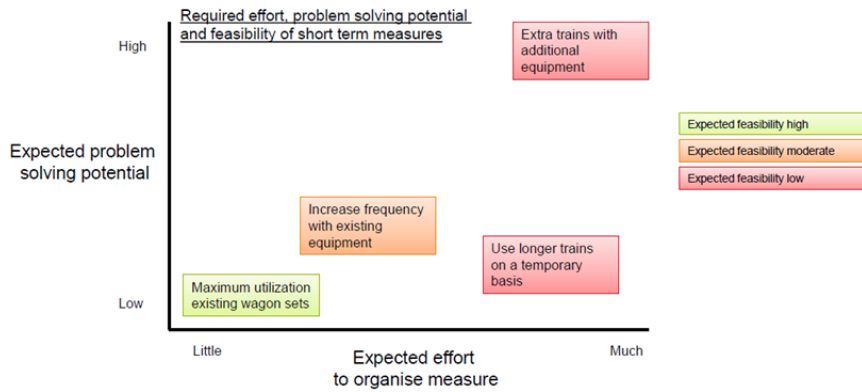 Required effort, problem solving potential
and feasibility of short term measures
High
Extra trains with
additional
equipment
Expected feasibility high
Expected feasibility moderate
Expected feasibility low
Expected problem
solving potential
Increase frequency
with existing
equipment
Use longer trains
on a temporary
basis
Maximum utilization
existing wagon sets
Low
Little
Much
Expected effort
to organise measure